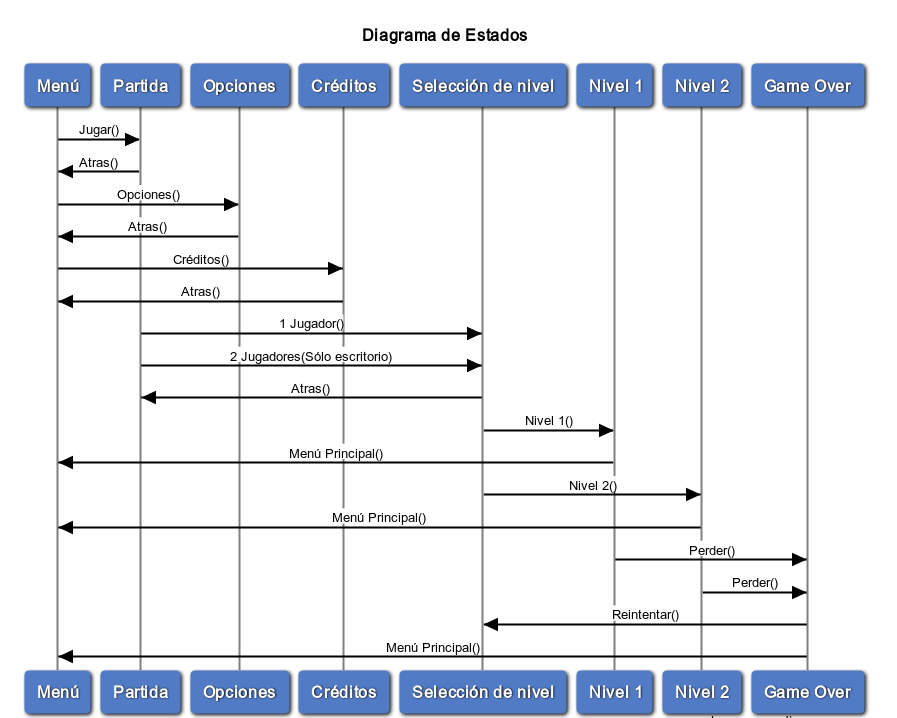 Diagrama de Estados
Menú Partida Opciones Créditos Selección de nivel Nivel 1 Nivel 2 Game Over
Jugar()
Atras()
Opciones()
Atras()
Créditos()
Atras()
1 Jugador()
2 Jugadores(Sólo escritorio)
Atras()
Nivel 1()
Menú Principal()
Nivel 2()
Menú Principal()
Perder()
Perder()
Reintentar()
Menú Principal()
Menú Partida Opciones Créditos Selección de nivel Nivel 1 Nivel 2 Game Over